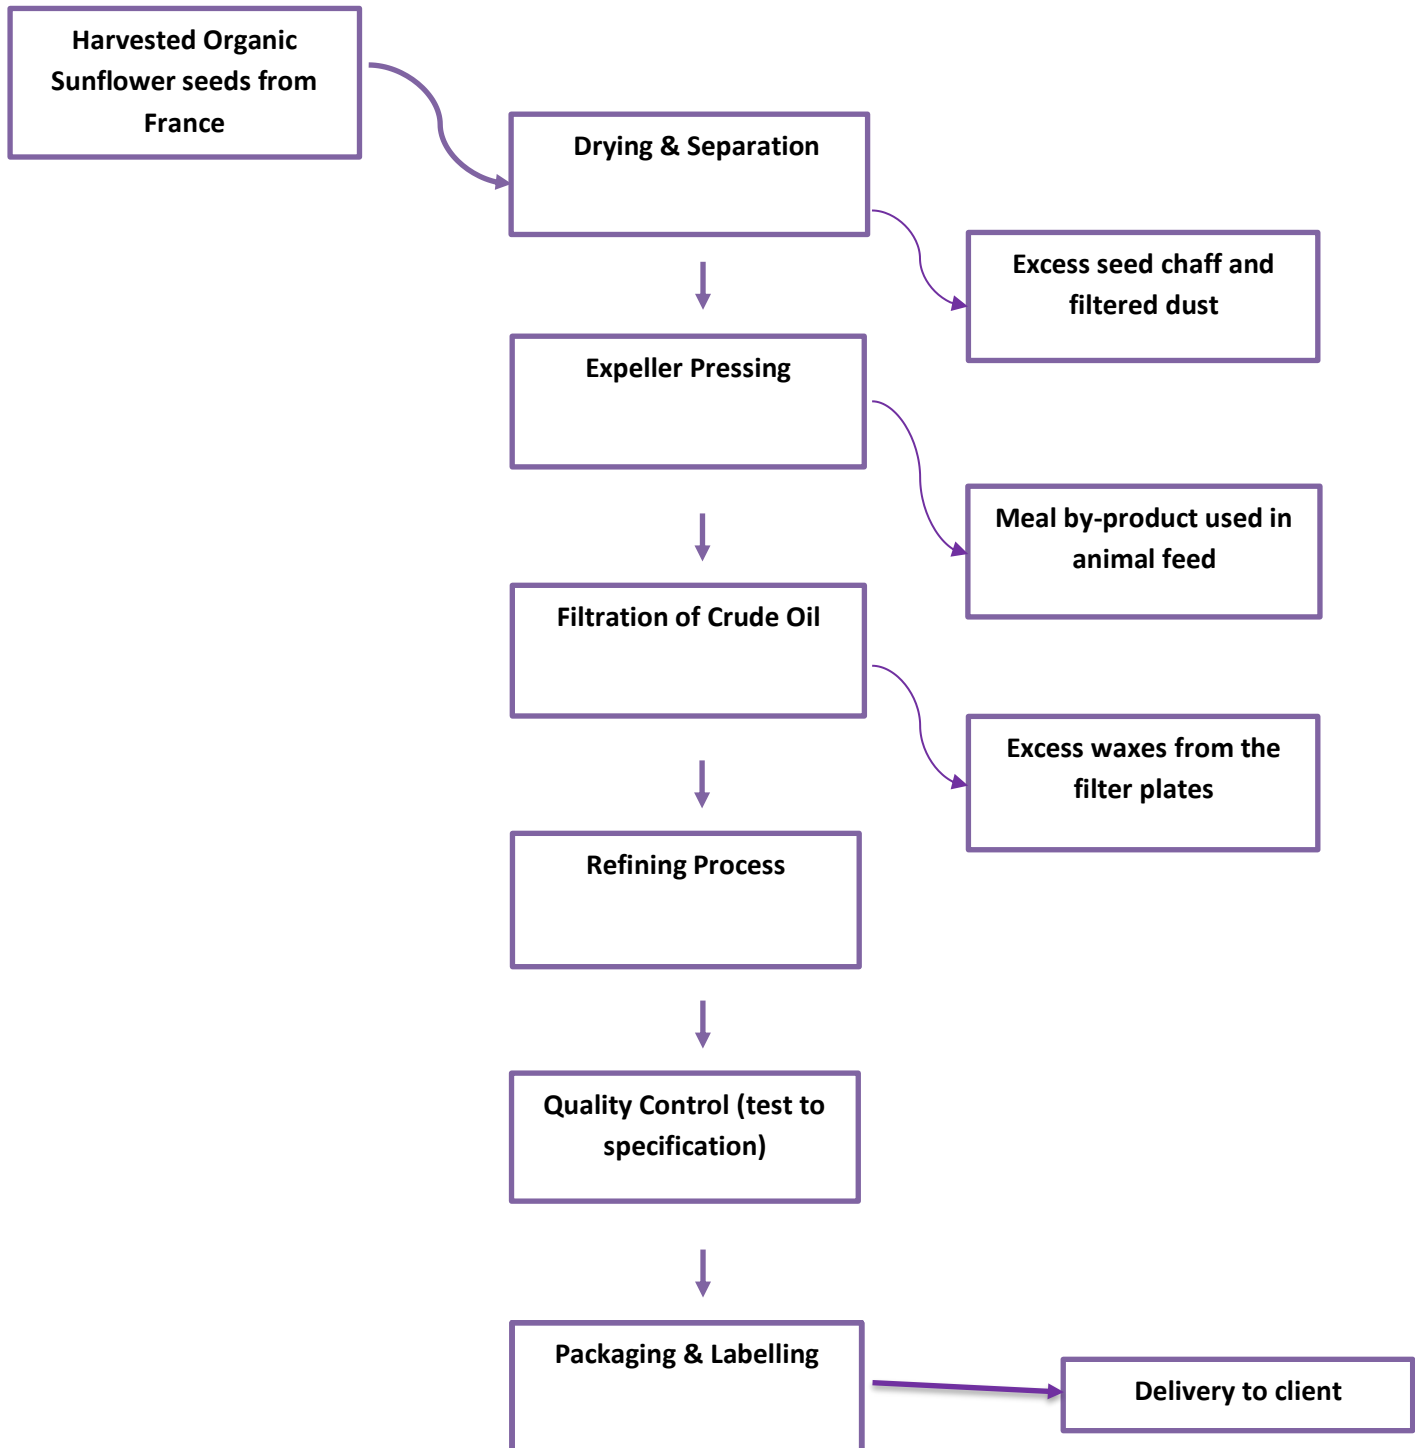 Harvested Organic
Sunflower seeds from
France
Drying & Separation
Excess seed chaff and
filtered dust
Expeller Pressing
Meal by-product used in
animal feed
Filtration of Crude Oil
Excess waxes from the
filter plates
Refining Process
Quality Control (test to
specification)
Packaging & Labelling
Delivery to client